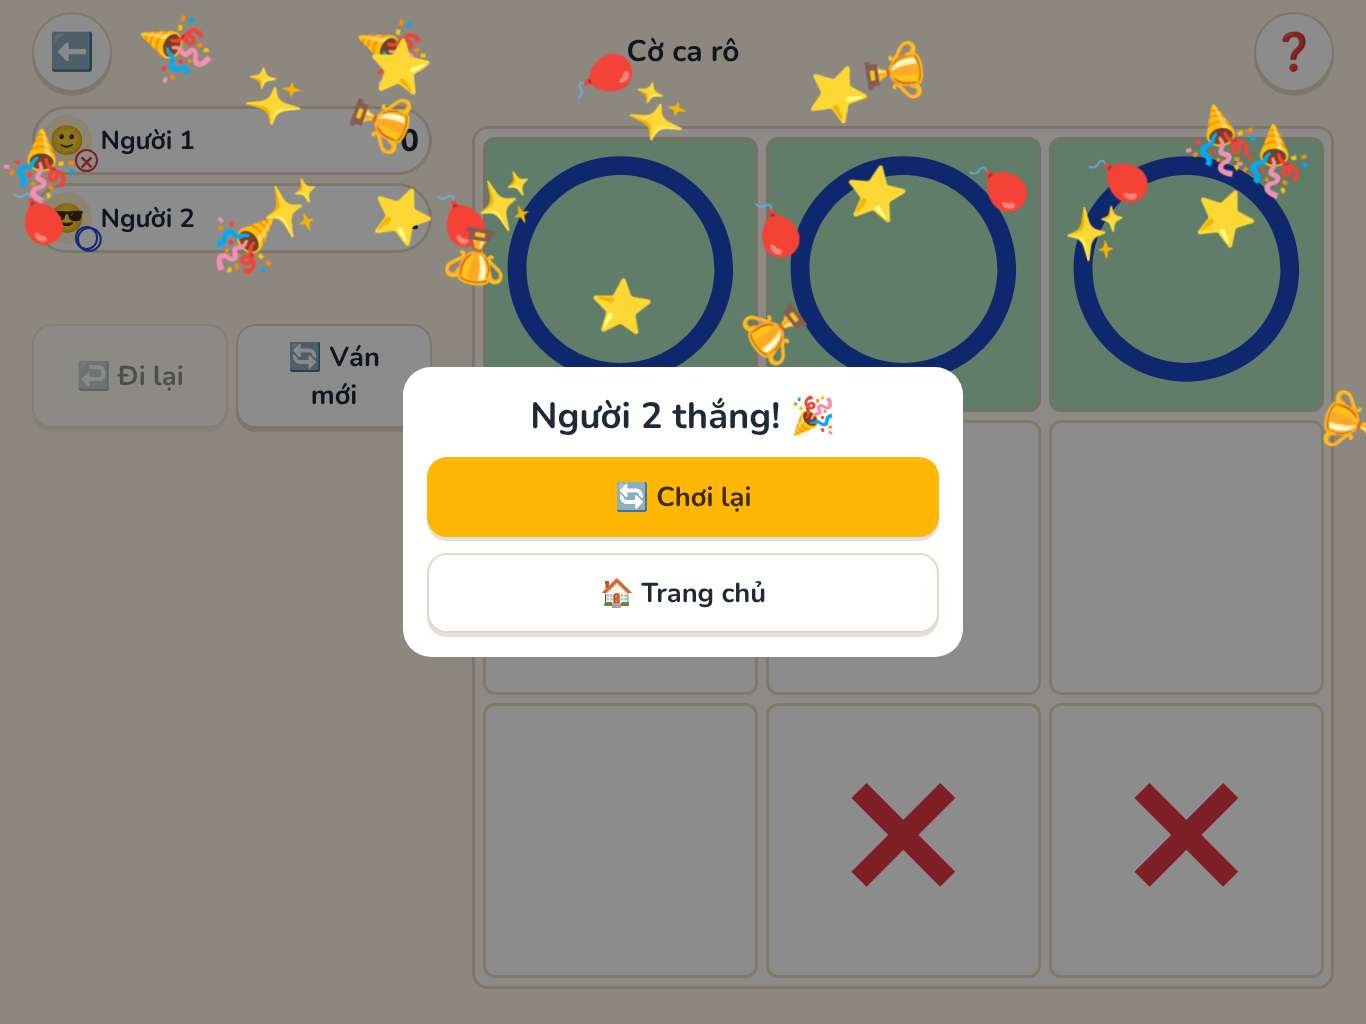 Cờ ca rô
Người 1
0
Người 2
Đi lại
Ván
mới
Người 2 thắng!
Chơi lại
Trang chủ